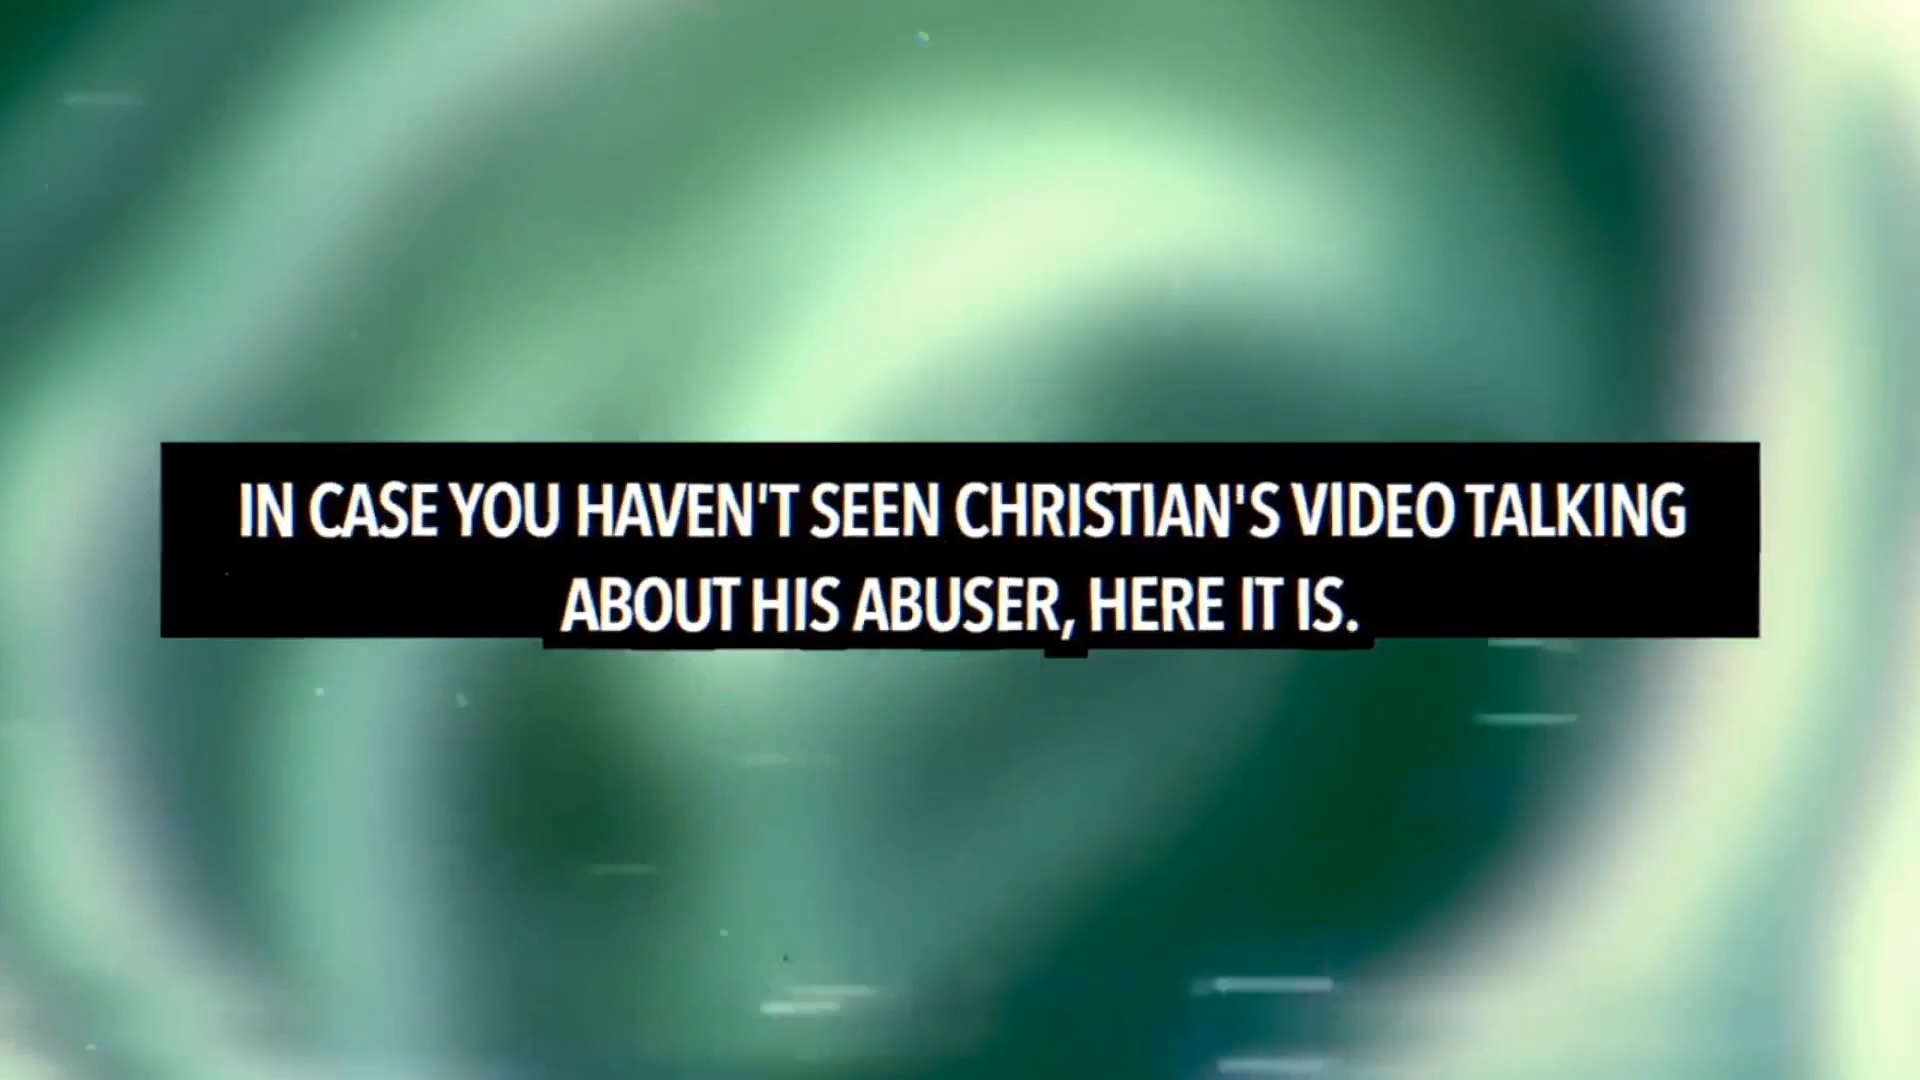 IN CASE YOU HAVEN'T SEEN CHRISTIAN'S VIDEO TALKING
ABOUT HIS ABUSER, HERE IT IS.